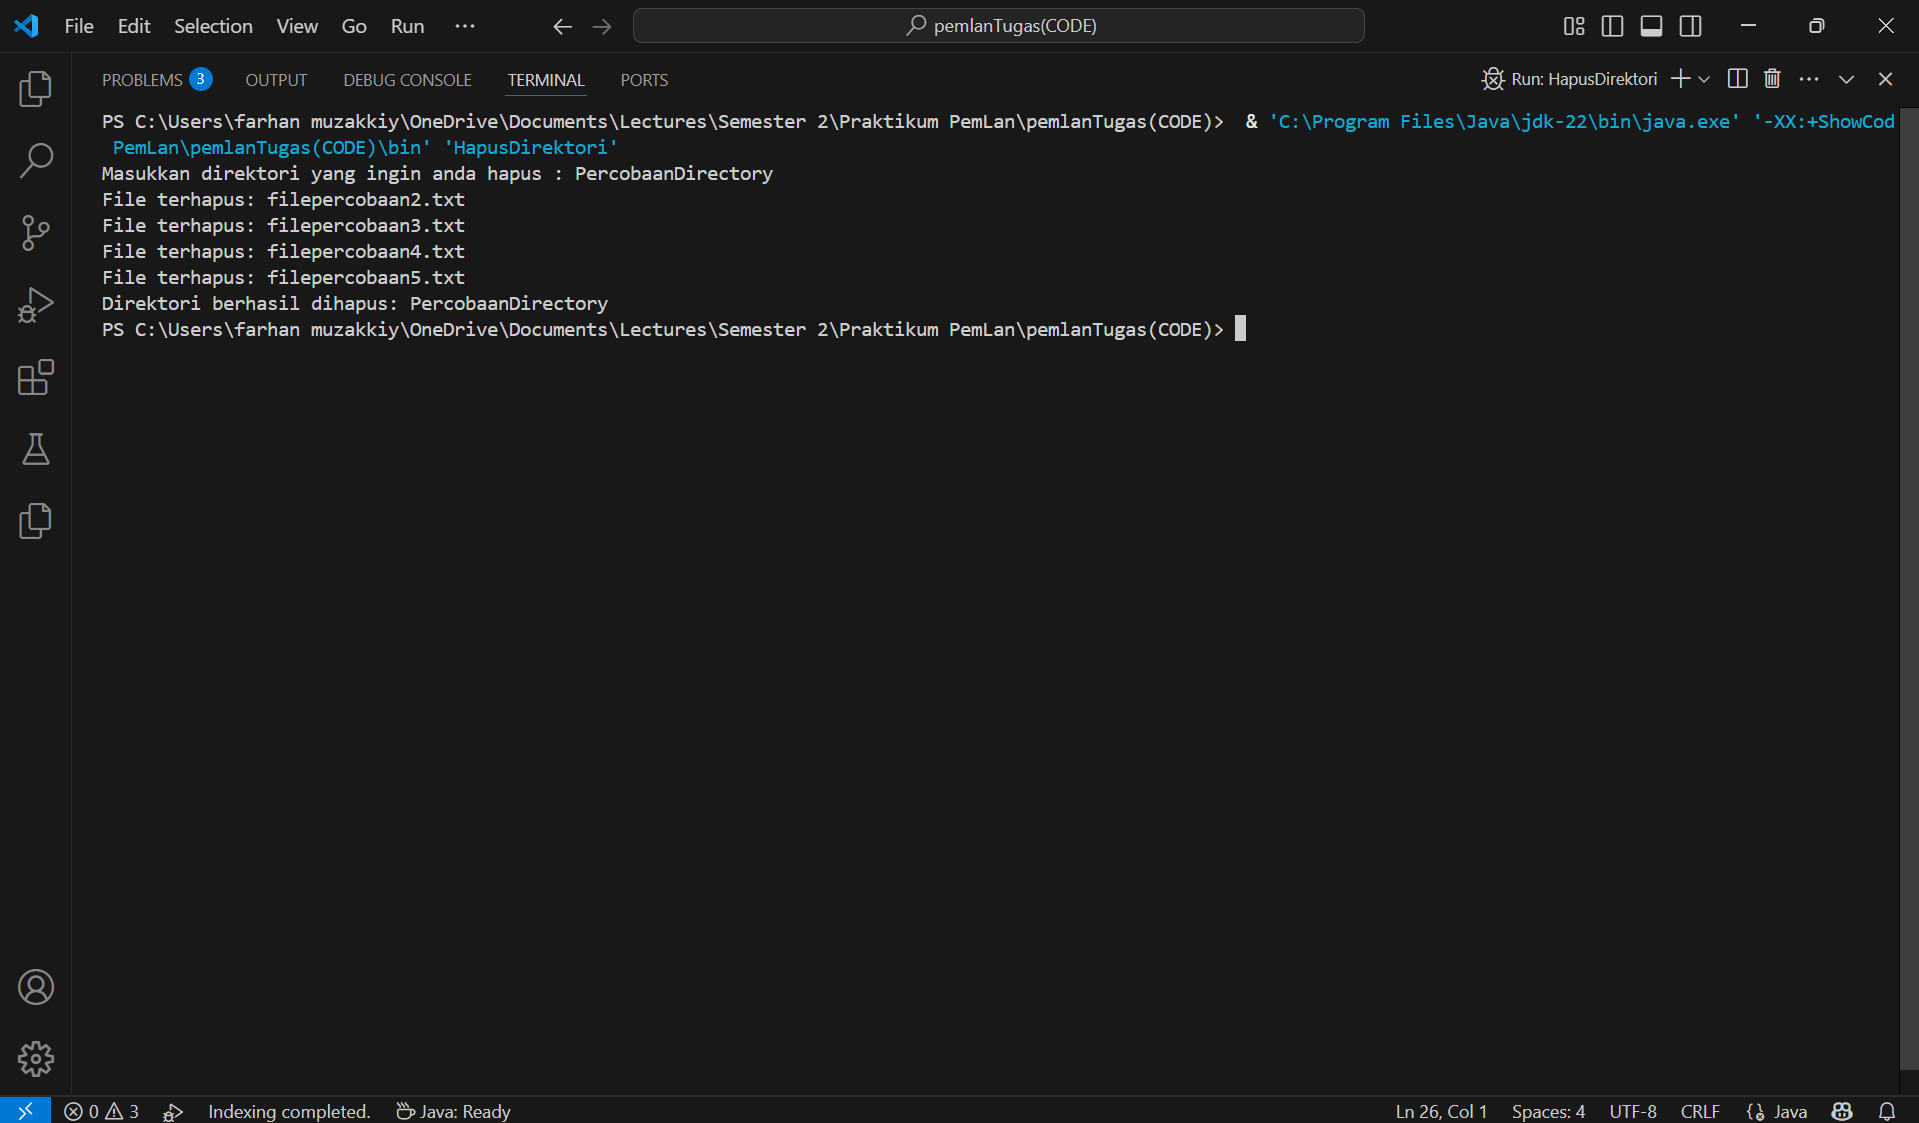 File Edit Selection View Go Run ··· pemlanTugas(CODE)
PROBLEMS 3 OUTPUT DEBUG CONSOLE TERMINAL PORTS Run: HapusDirektori
PS C:\Users\farhan muzakkiy\OneDrive\Documents\Lectures\Semester 2\Praktikum PemLan\pemlanTugas(CODE)>  & 'C:\Program Files\Java\jdk-22\bin\java.exe' '-XX:+ShowCod
PemLan\pemlanTugas(CODE)\bin' 'HapusDirektori'
Masukkan direktori yang ingin anda hapus : PercobaanDirectory
File terhapus: filepercobaan2.txt
File terhapus: filepercobaan3.txt
File terhapus: filepercobaan4.txt
File terhapus: filepercobaan5.txt
Direktori berhasil dihapus: PercobaanDirectory
PS C:\Users\farhan muzakkiy\OneDrive\Documents\Lectures\Semester 2\Praktikum PemLan\pemlanTugas(CODE)>
0 3 Indexing completed. Java: Ready Ln 26, Col 1 Spaces: 4 UTF-8 CRLF Java